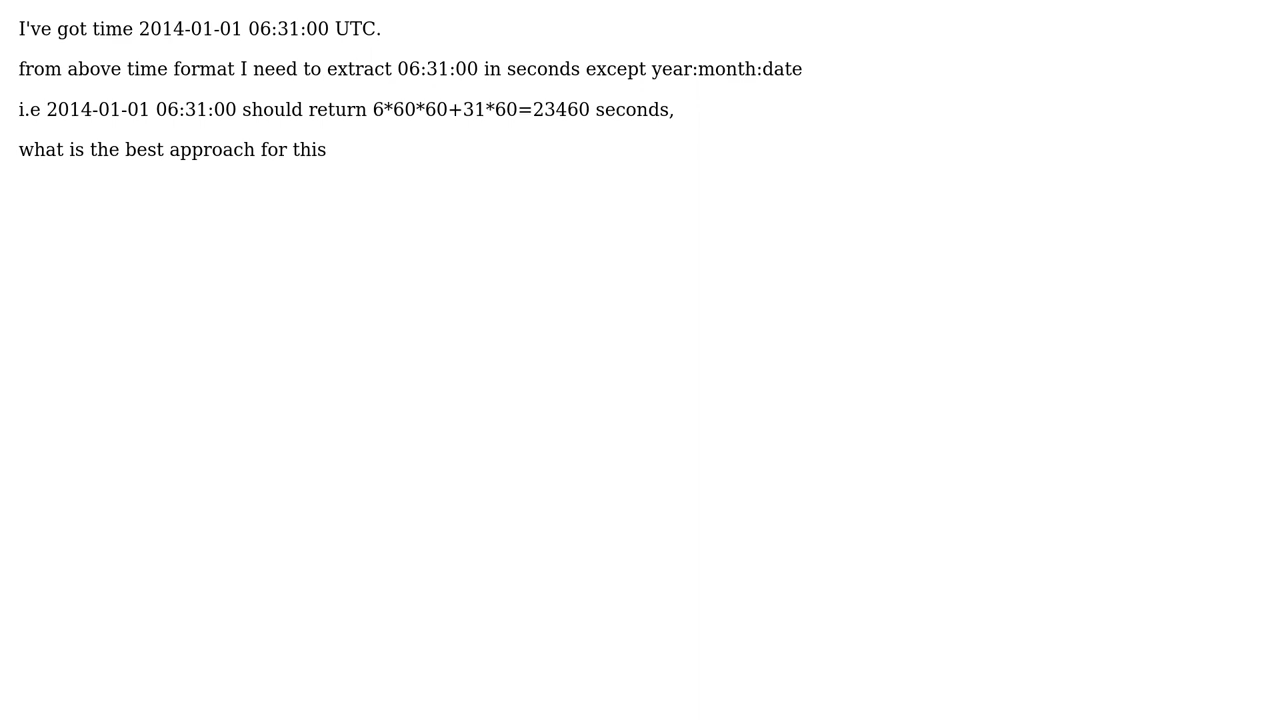 I've got time 2014-01-01 06:31:00 UTC.
from above time format I need to extract 06:31:00 in seconds except year:month:date
i.e 2014-01-01 06:31:00 should return 6*60*60+31*60=23460 seconds,
what is the best approach for this